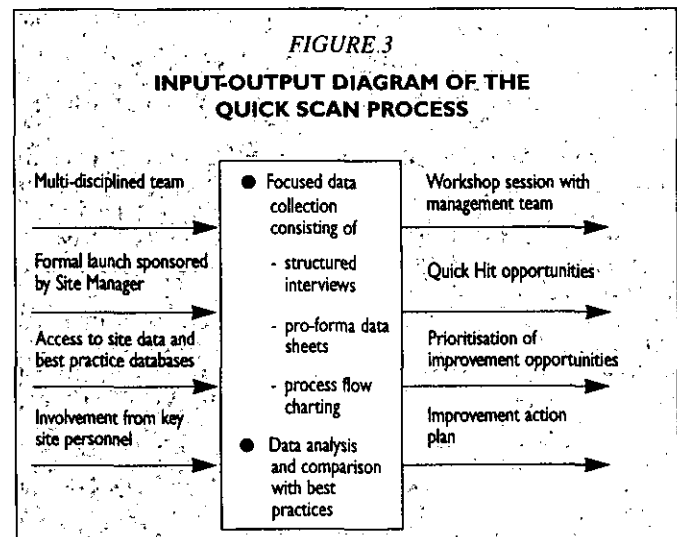 FIGURE 3
INPUT-OUTPUT DIAGRAM OF THE
QUICK SCAN PROCESS
Multi-disciplined team
Formal launch sponsored
by Site Manager
Access to site data and
best practice databases
Involvement from key
site personnel
● Focused data
collection
consisting of
- structured
interviews
- pro-forma data
sheets
- process flow
charting
● Data analysis
and comparison
with best
practices
Workshop session with
management team
Quick Hit opportunities
Prioritisation of
improvement opportunities
Improvement action
plan